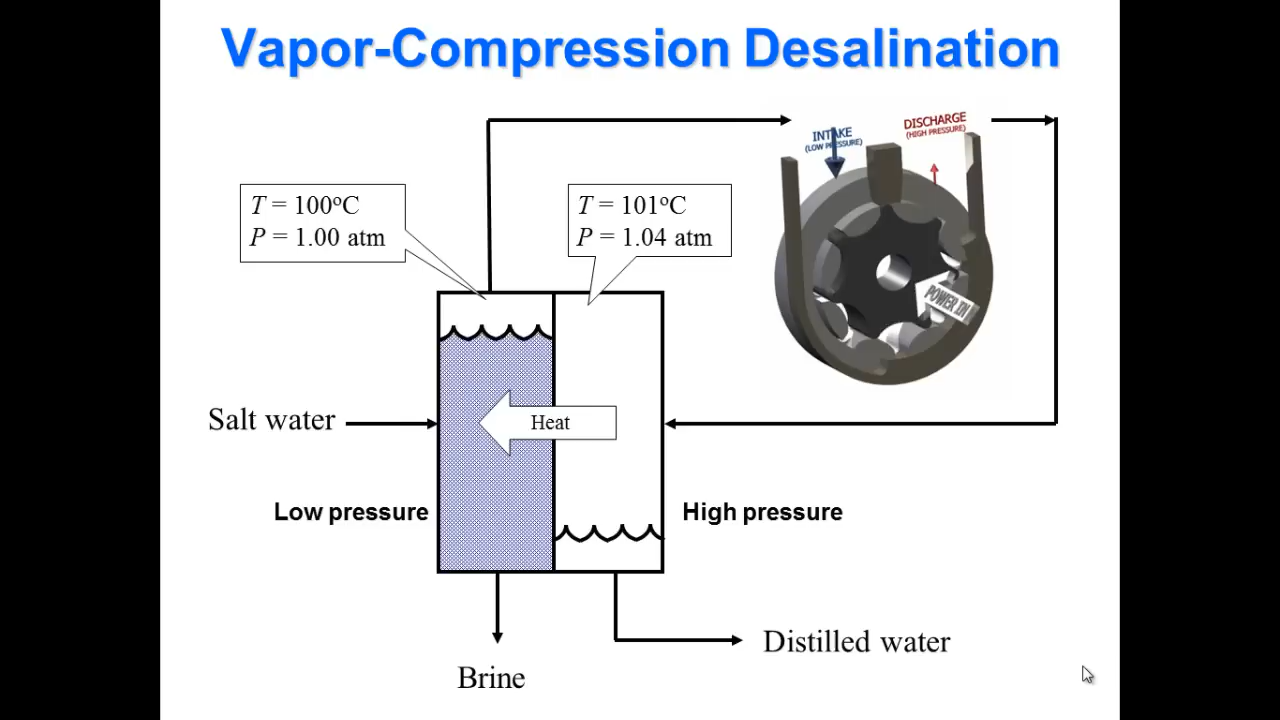 Vapor-Compression Desalination
INTAKE
(LOW PRESSURE)
DISCHARGE
(HIGH PRESSURE)
T = 100°C
P = 1.00 atm
T = 101°C
P = 1.04 atm
POWER IN
Salt water
Heat
Low pressure
High pressure
Distilled water
Brine